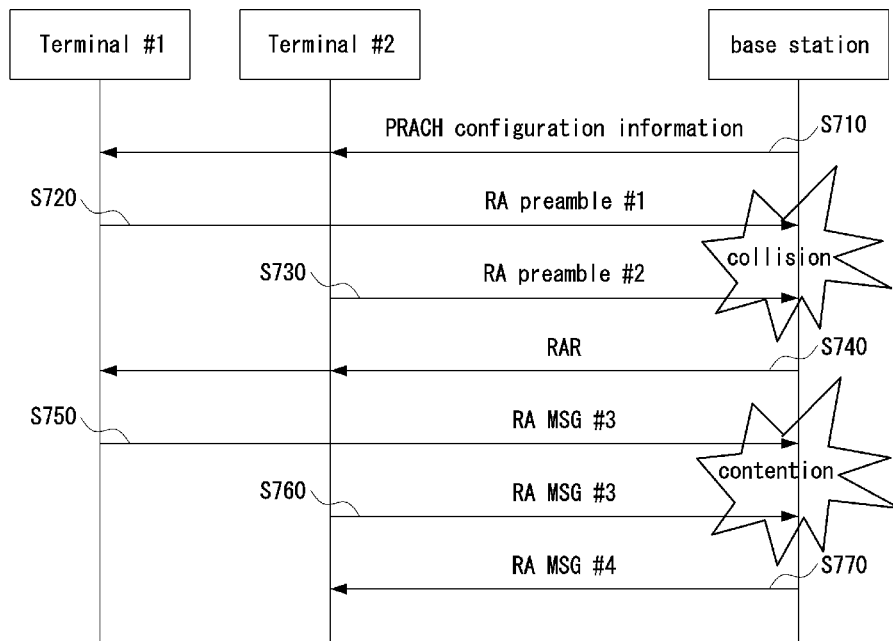 Terminal #1
Terminal #2
base station
PRACH configuration information
S710
S720
RA preamble #1
collision
S730
RA preamble #2
RAR
S740
S750
RA MSG #3
contention
S760
RA MSG #3
RA MSG #4
S770